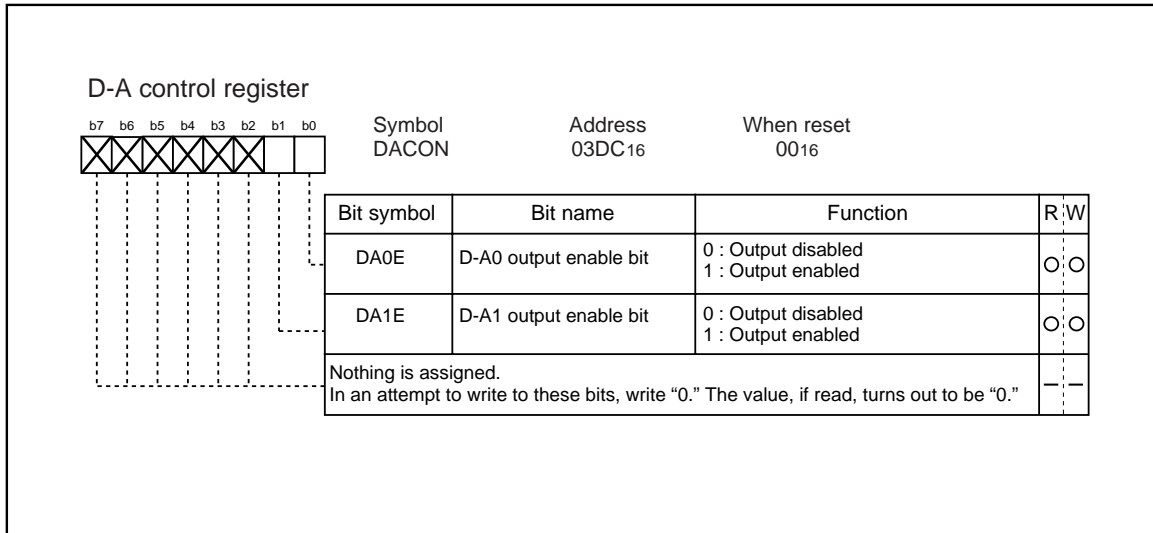 D-A control register
b7 b6 b5 b4 b3 b2 b1 b0
Symbol Address When reset
DACON 03DC16 0016
Bit symbol Bit name Function R W
DA0E D-A0 output enable bit 0 : Output disabled
1 : Output enabled
DA1E D-A1 output enable bit 0 : Output disabled
1 : Output enabled
Nothing is assigned.
In an attempt to write to these bits, write “0.” The value, if read, turns out to be “0.”